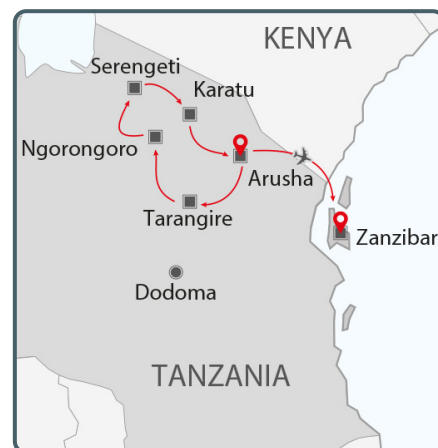 KENYA
Serengeti
Karatu
Ngorongoro
Arusha
Tarangire
Zanzibar
Dodoma
TANZANIA